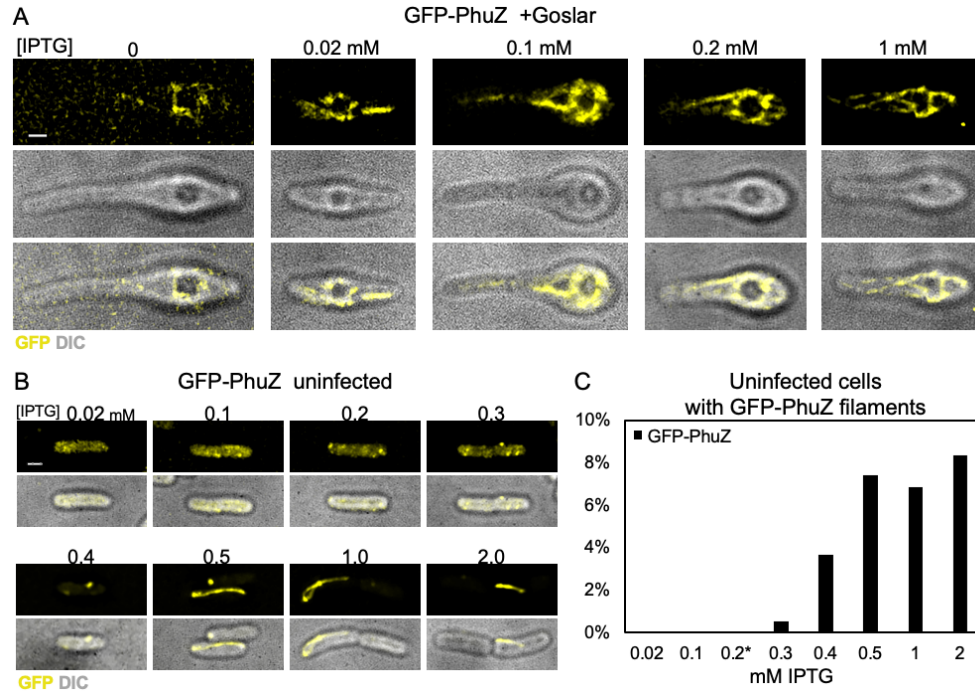 A
GFP-PhuZ +Goslar
[IPTG] 0 0.02 mM 0.1 mM 0.2 mM 1 mM
GFP DIC
B
GFP-PhuZ uninfected
[IPTG] 0.02 mM 0.1 0.2 0.3
0.4 0.5 1.0 2.0
GFP DIC
C
Uninfected cells
with GFP-PhuZ filaments
10%
GFP-PhuZ
8%
6%
4%
2%
0%
0.02 0.1 0.2* 0.3 0.4 0.5 1 2
mM IPTG